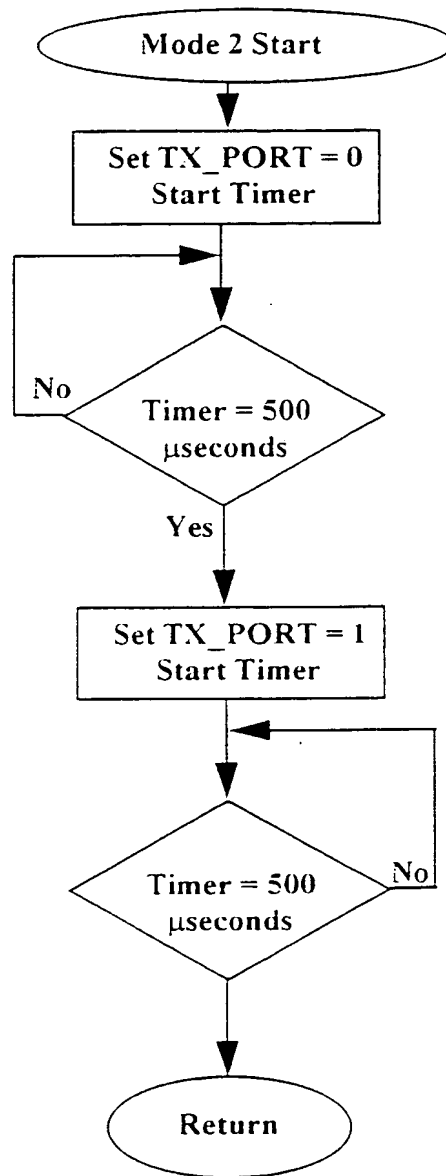 Mode 2 Start
Set TX_PORT = 0
Start Timer
No
Timer = 500
μseconds
Yes
Set TX_PORT = 1
Start Timer
Timer = 500
μseconds
No
Return